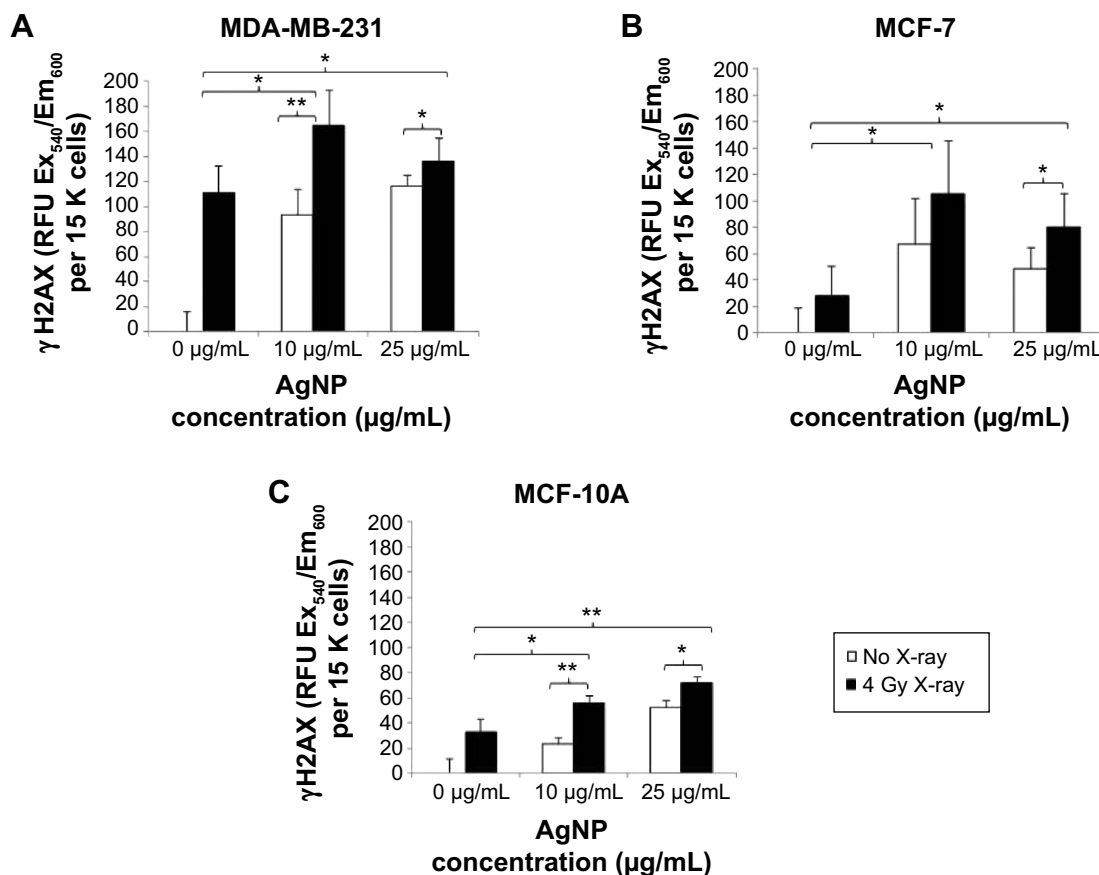 A
MDA-MB-231
γH2AX (RFU Ex540/Em600
per 15 K cells)
200
180
160
140
120
100
80
60
40
20
0
*
*
**
*
0 µg/mL
10 µg/mL
25 µg/mL
AgNP
concentration (µg/mL)
B
MCF-7
γH2AX (RFU Ex540/Em600
per 15 K cells)
200
180
160
140
120
100
80
60
40
20
0
*
*
*
0 µg/mL
10 µg/mL
25 µg/mL
AgNP
concentration (µg/mL)
C
MCF-10A
γH2AX (RFU Ex540/Em600
per 15 K cells)
200
180
160
140
120
100
80
60
40
20
0
**
*
**
*
0 µg/mL
10 µg/mL
25 µg/mL
AgNP
concentration (µg/mL)
No X-ray
4 Gy X-ray